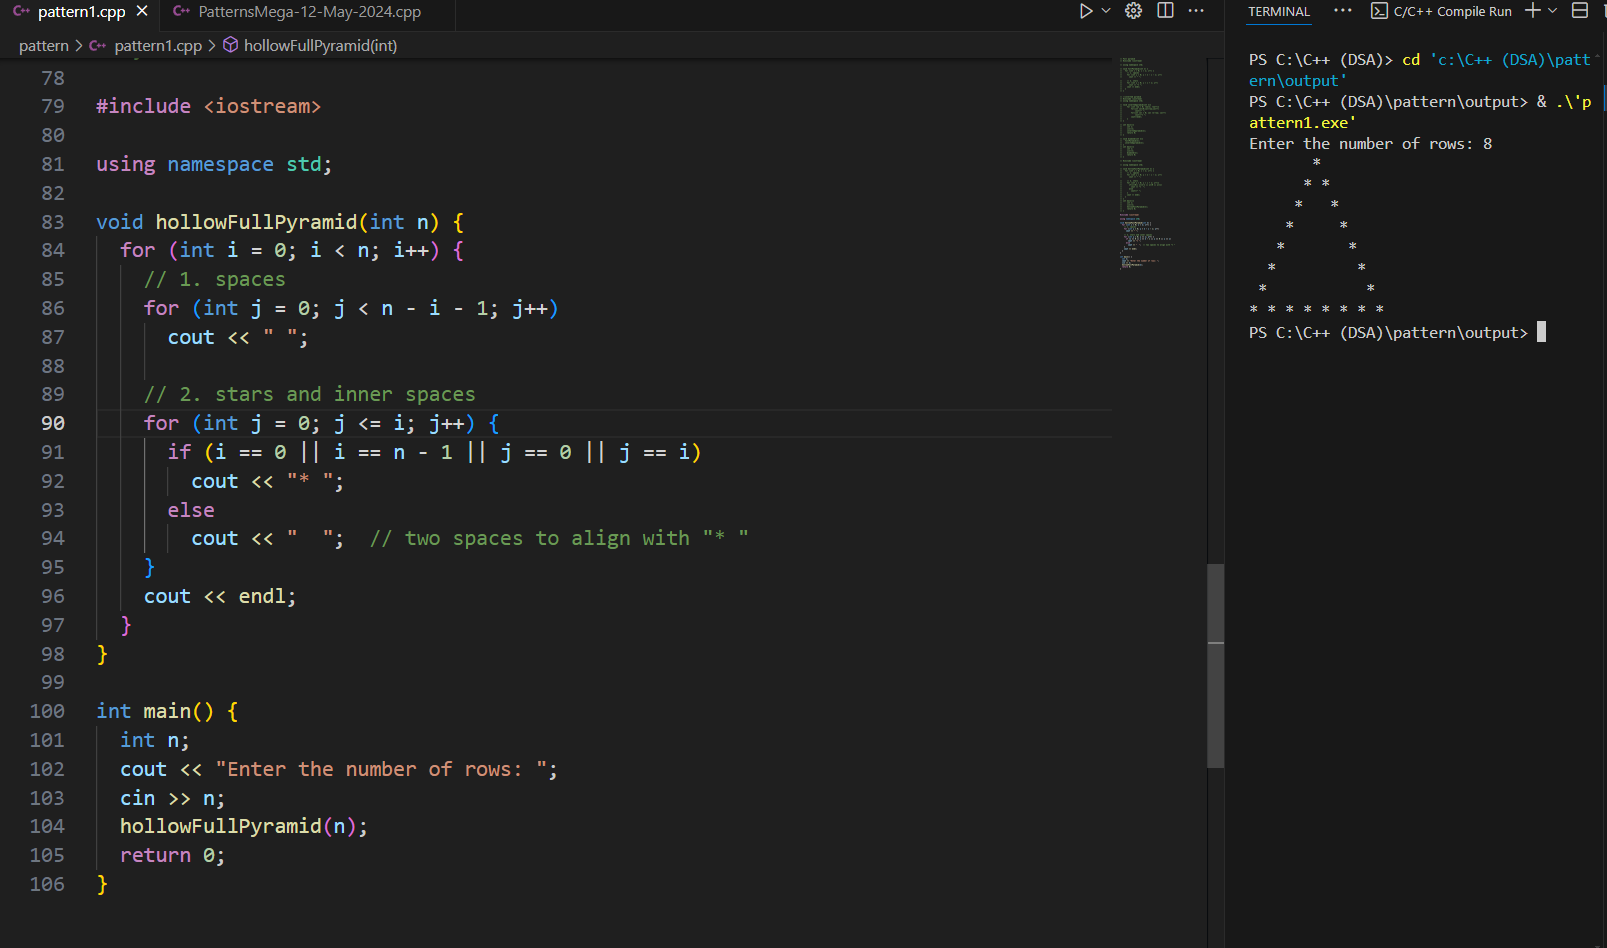 pattern1.cpp × PatternsMega-12-May-2024.cpp
pattern > pattern1.cpp > hollowFullPyramid(int)
78
79 #include <iostream>
80
81 using namespace std;
82
83 void hollowFullPyramid(int n) {
84 for (int i = 0; i < n; i++) {
85 // 1. spaces
86 for (int j = 0; j < n - i - 1; j++)
87 cout << " ";
88
89 // 2. stars and inner spaces
90 for (int j = 0; j <= i; j++) {
91 if (i == 0 || i == n - 1 || j == 0 || j == i)
92 cout << "* ";
93 else
94 cout << "  ";  // two spaces to align with "* "
95 }
96 cout << endl;
97 }
98 }
99
100 int main() {
101 int n;
102 cout << "Enter the number of rows: ";
103 cin >> n;
104 hollowFullPyramid(n);
105 return 0;
106 }
TERMINAL ··· C/C++ Compile Run
PS C:\C++ (DSA)> cd 'c:\C++ (DSA)\patt
ern\output'
PS C:\C++ (DSA)\pattern\output> & .\'p
attern1.exe'
Enter the number of rows: 8
       *
      * *
     *   *
    *     *
   *       *
  *         *
 *           *
* * * * * * * *
PS C:\C++ (DSA)\pattern\output>